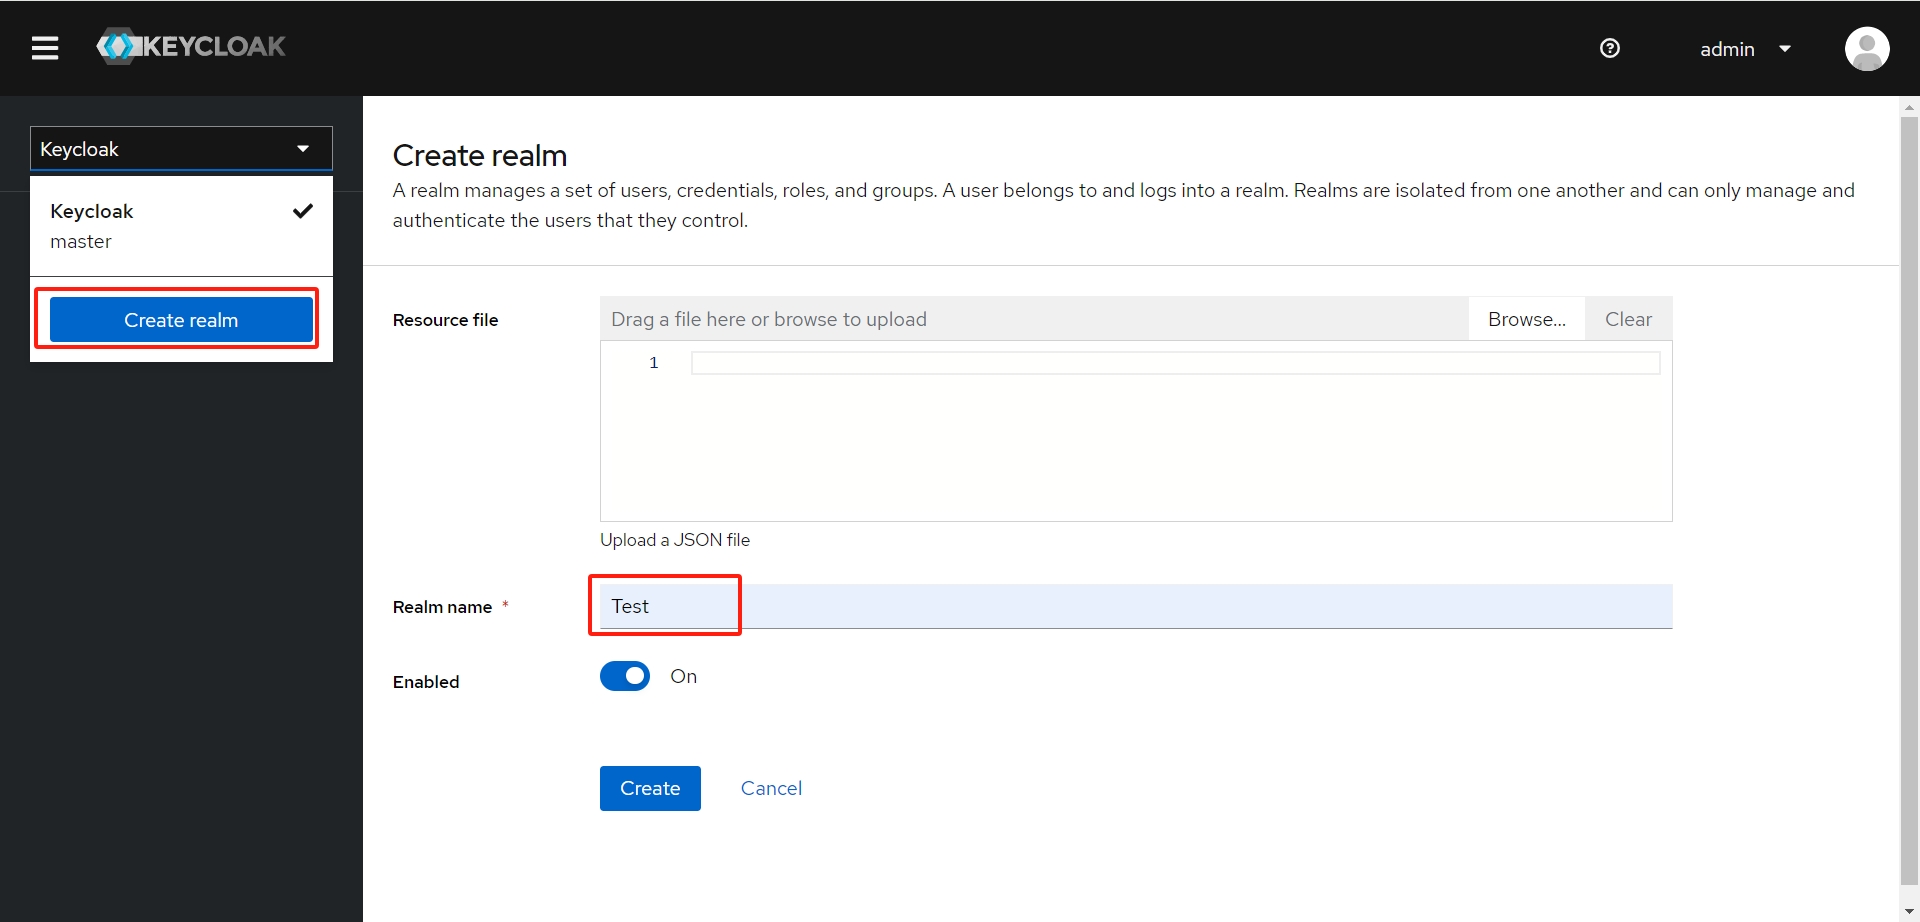 KEYCLOAK
admin
Keycloak
Keycloak
master
Create realm
Create realm
A realm manages a set of users, credentials, roles, and groups. A user belongs to and logs into a realm. Realms are isolated from one another and can only manage and
authenticate the users that they control.
Resource file
Drag a file here or browse to upload
Browse...
Clear
1
Upload a JSON file
Realm name *
Test
Enabled
On
Create
Cancel